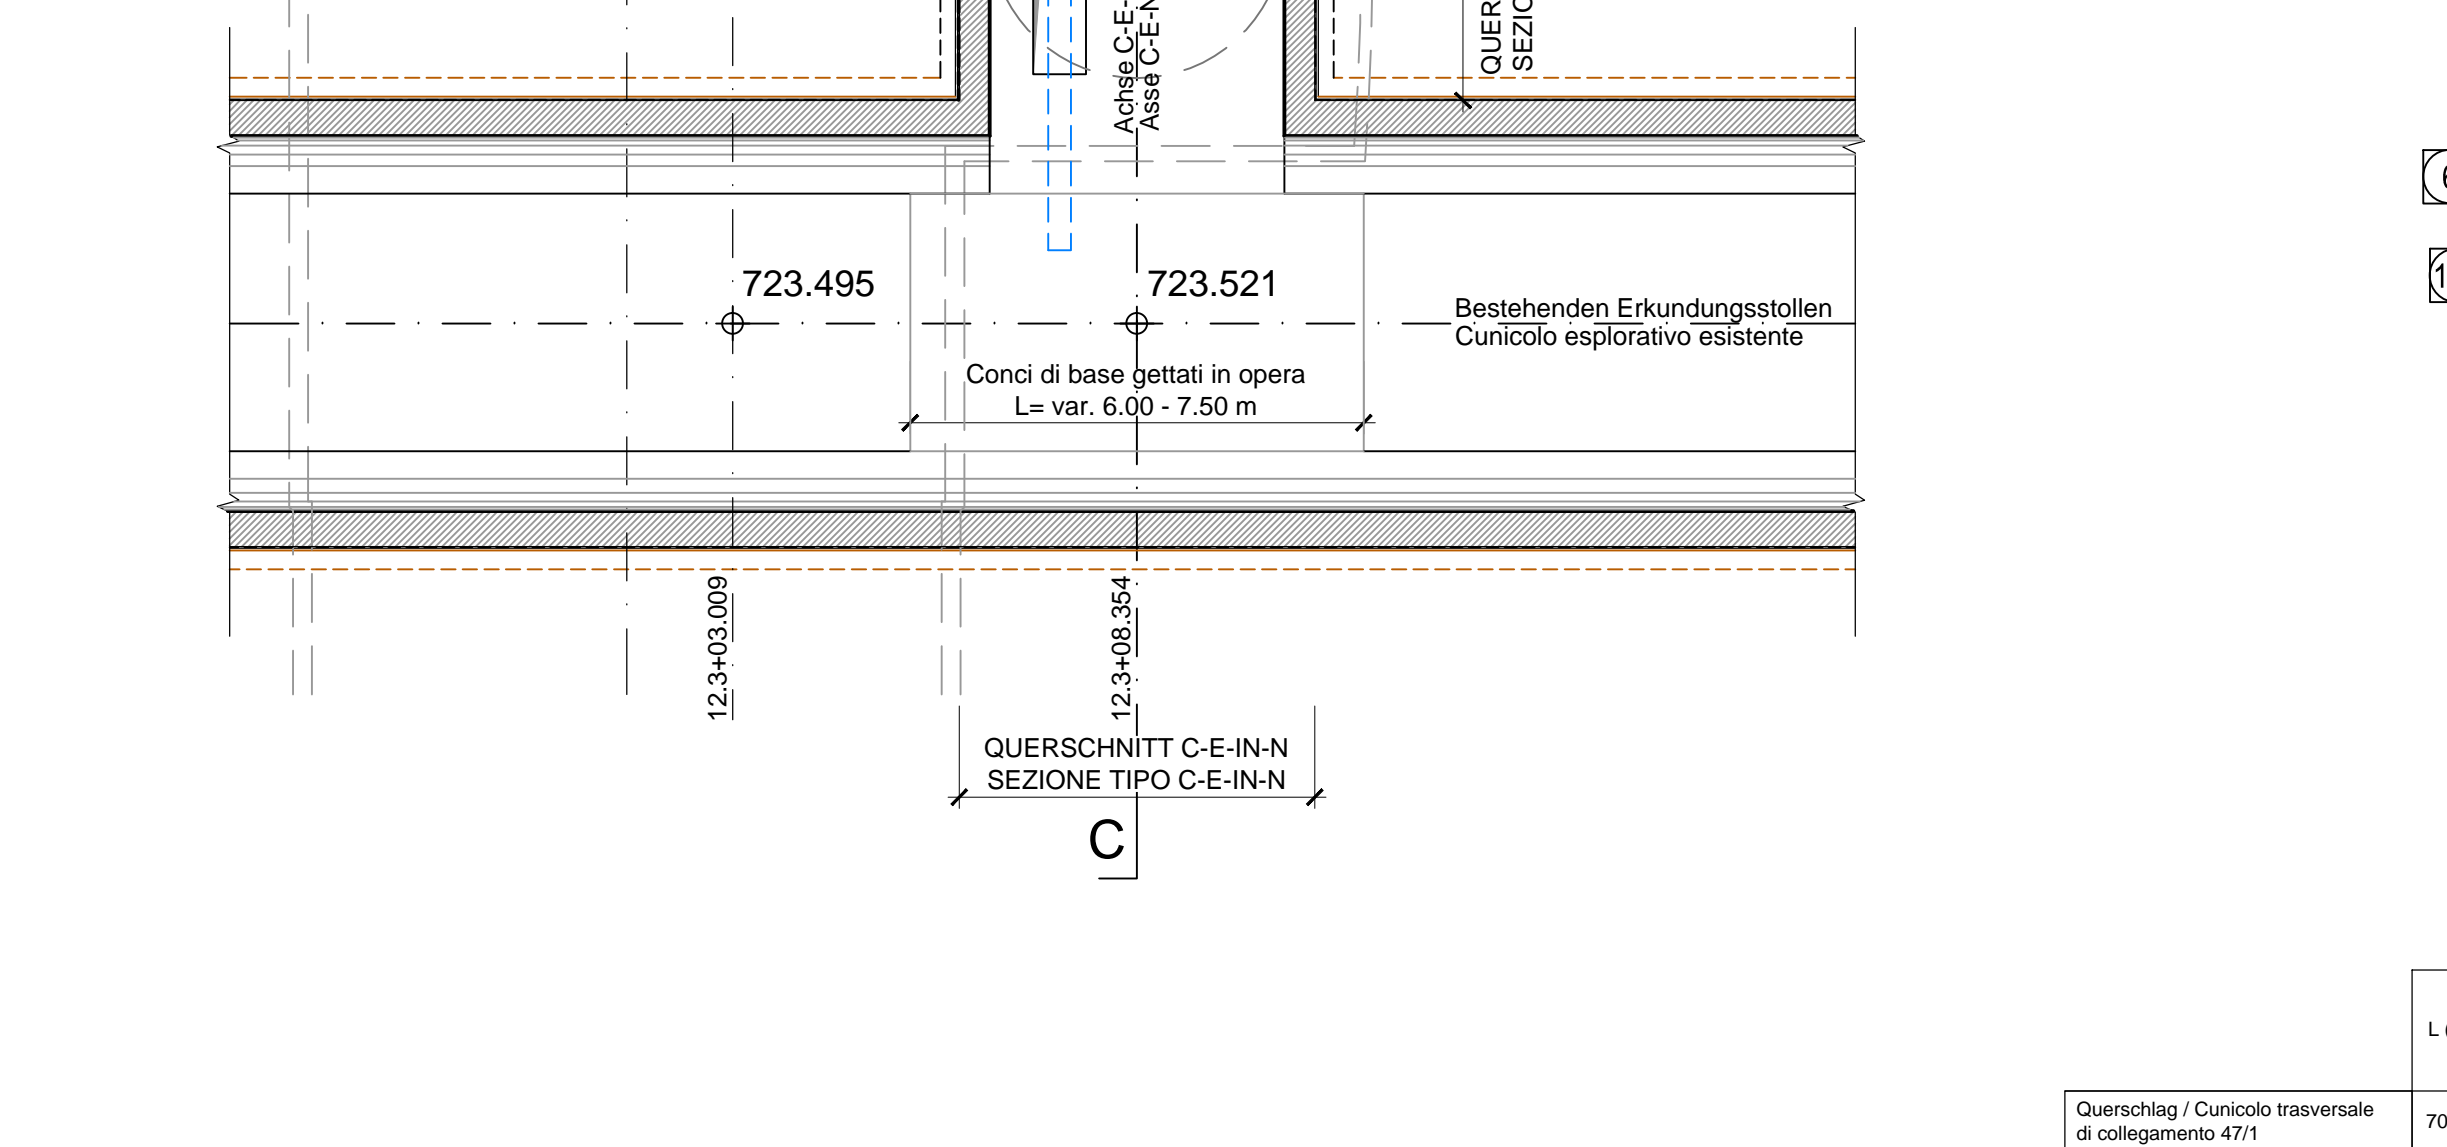 Achse C-E-
Asse C-E-N
QUER
SEZIO
723.495
723.521
Bestehenden Erkundungsstollen
Cunicolo esplorativo esistente
Conci di base gettati in opera
L= var. 6.00 - 7.50 m
12.3+03.009
12.3+08.354
QUERSCHNITT C-E-IN-N
SEZIONE TIPO C-E-IN-N
C
L
Querschlag / Cunicolo trasversale
di collegamento 47/1
70